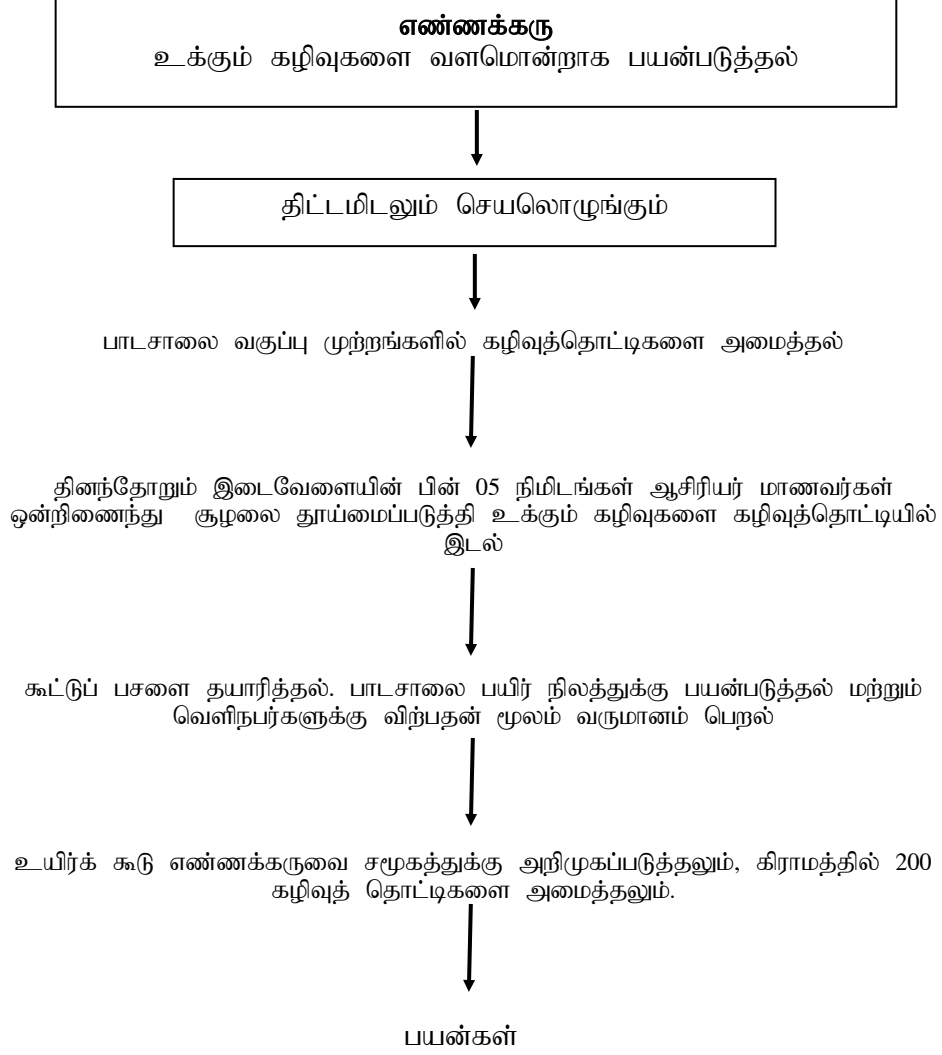 எண்ணக்கரு
உக்கும் கழிவுகளை வளமொன்றாக பயன்படுத்தல்
திட்டமிடலும் செயலொழுங்கும்
பாடசாலை வகுப்பு முற்றங்களில் கழிவுத்தொட்டிகளை அமைத்தல்
தினந்தோறும் இடைவேளையின் பின் 05 நிமிடங்கள் ஆசிரியர் மாணவர்கள்
ஒன்றிணைந்து சூழலை தூய்மைப்படுத்தி உக்கும் கழிவுகளை கழிவுத்தொட்டியில்
இடல்
கூட்டுப் பசளை தயாரித்தல். பாடசாலை பயிர் நிலத்துக்கு பயன்படுத்தல் மற்றும்
வெளிநபர்களுக்கு விற்பதன் மூலம் வருமானம் பெறல்
உயிர்க் கூடு எண்ணக்கருவை சமூகத்துக்கு அறிமுகப்படுத்தலும், கிராமத்தில் 200
கழிவுத் தொட்டிகளை அமைத்தலும்.
பயன்கள்